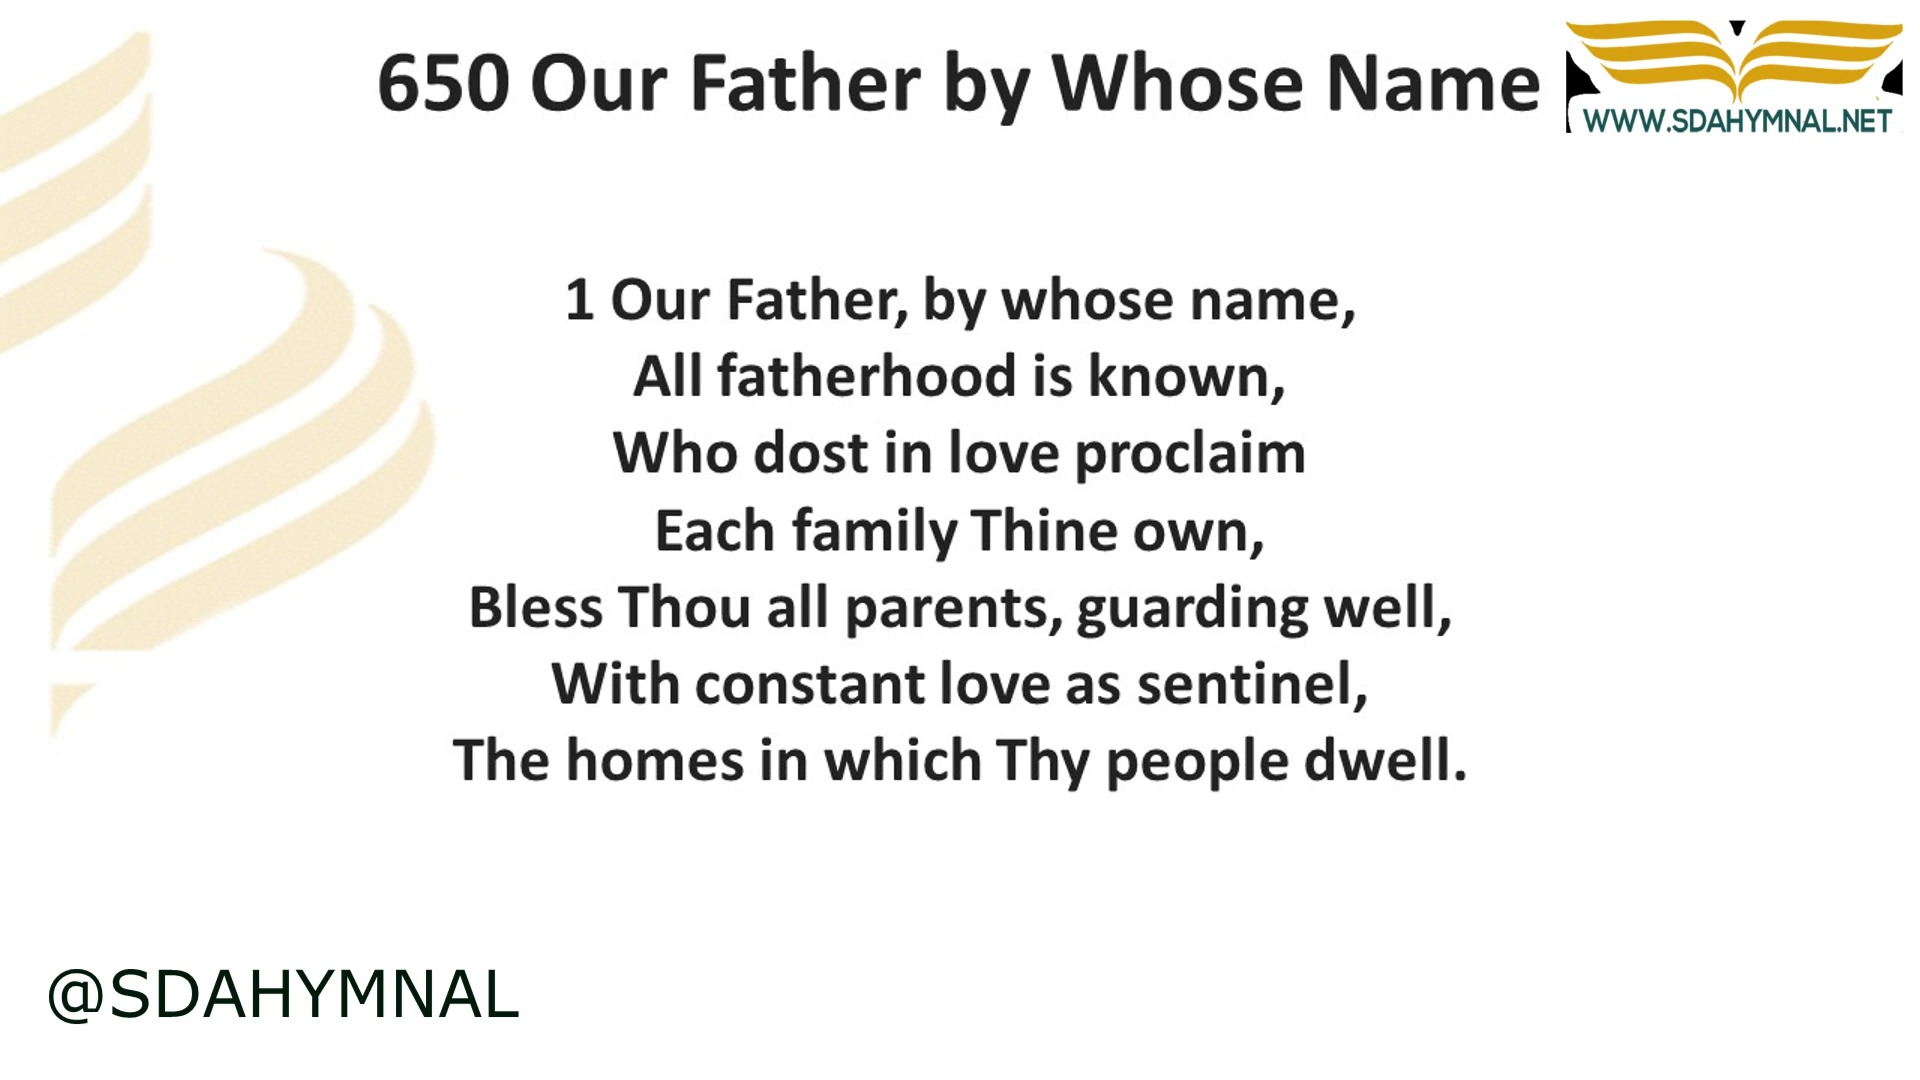 650 Our Father by Whose Name
WWW.SDAHYMNAL.NET
1 Our Father, by whose name,
All fatherhood is known,
Who dost in love proclaim
Each family Thine own,
Bless Thou all parents, guarding well,
With constant love as sentinel,
The homes in which Thy people dwell.
@SDAHYMNAL